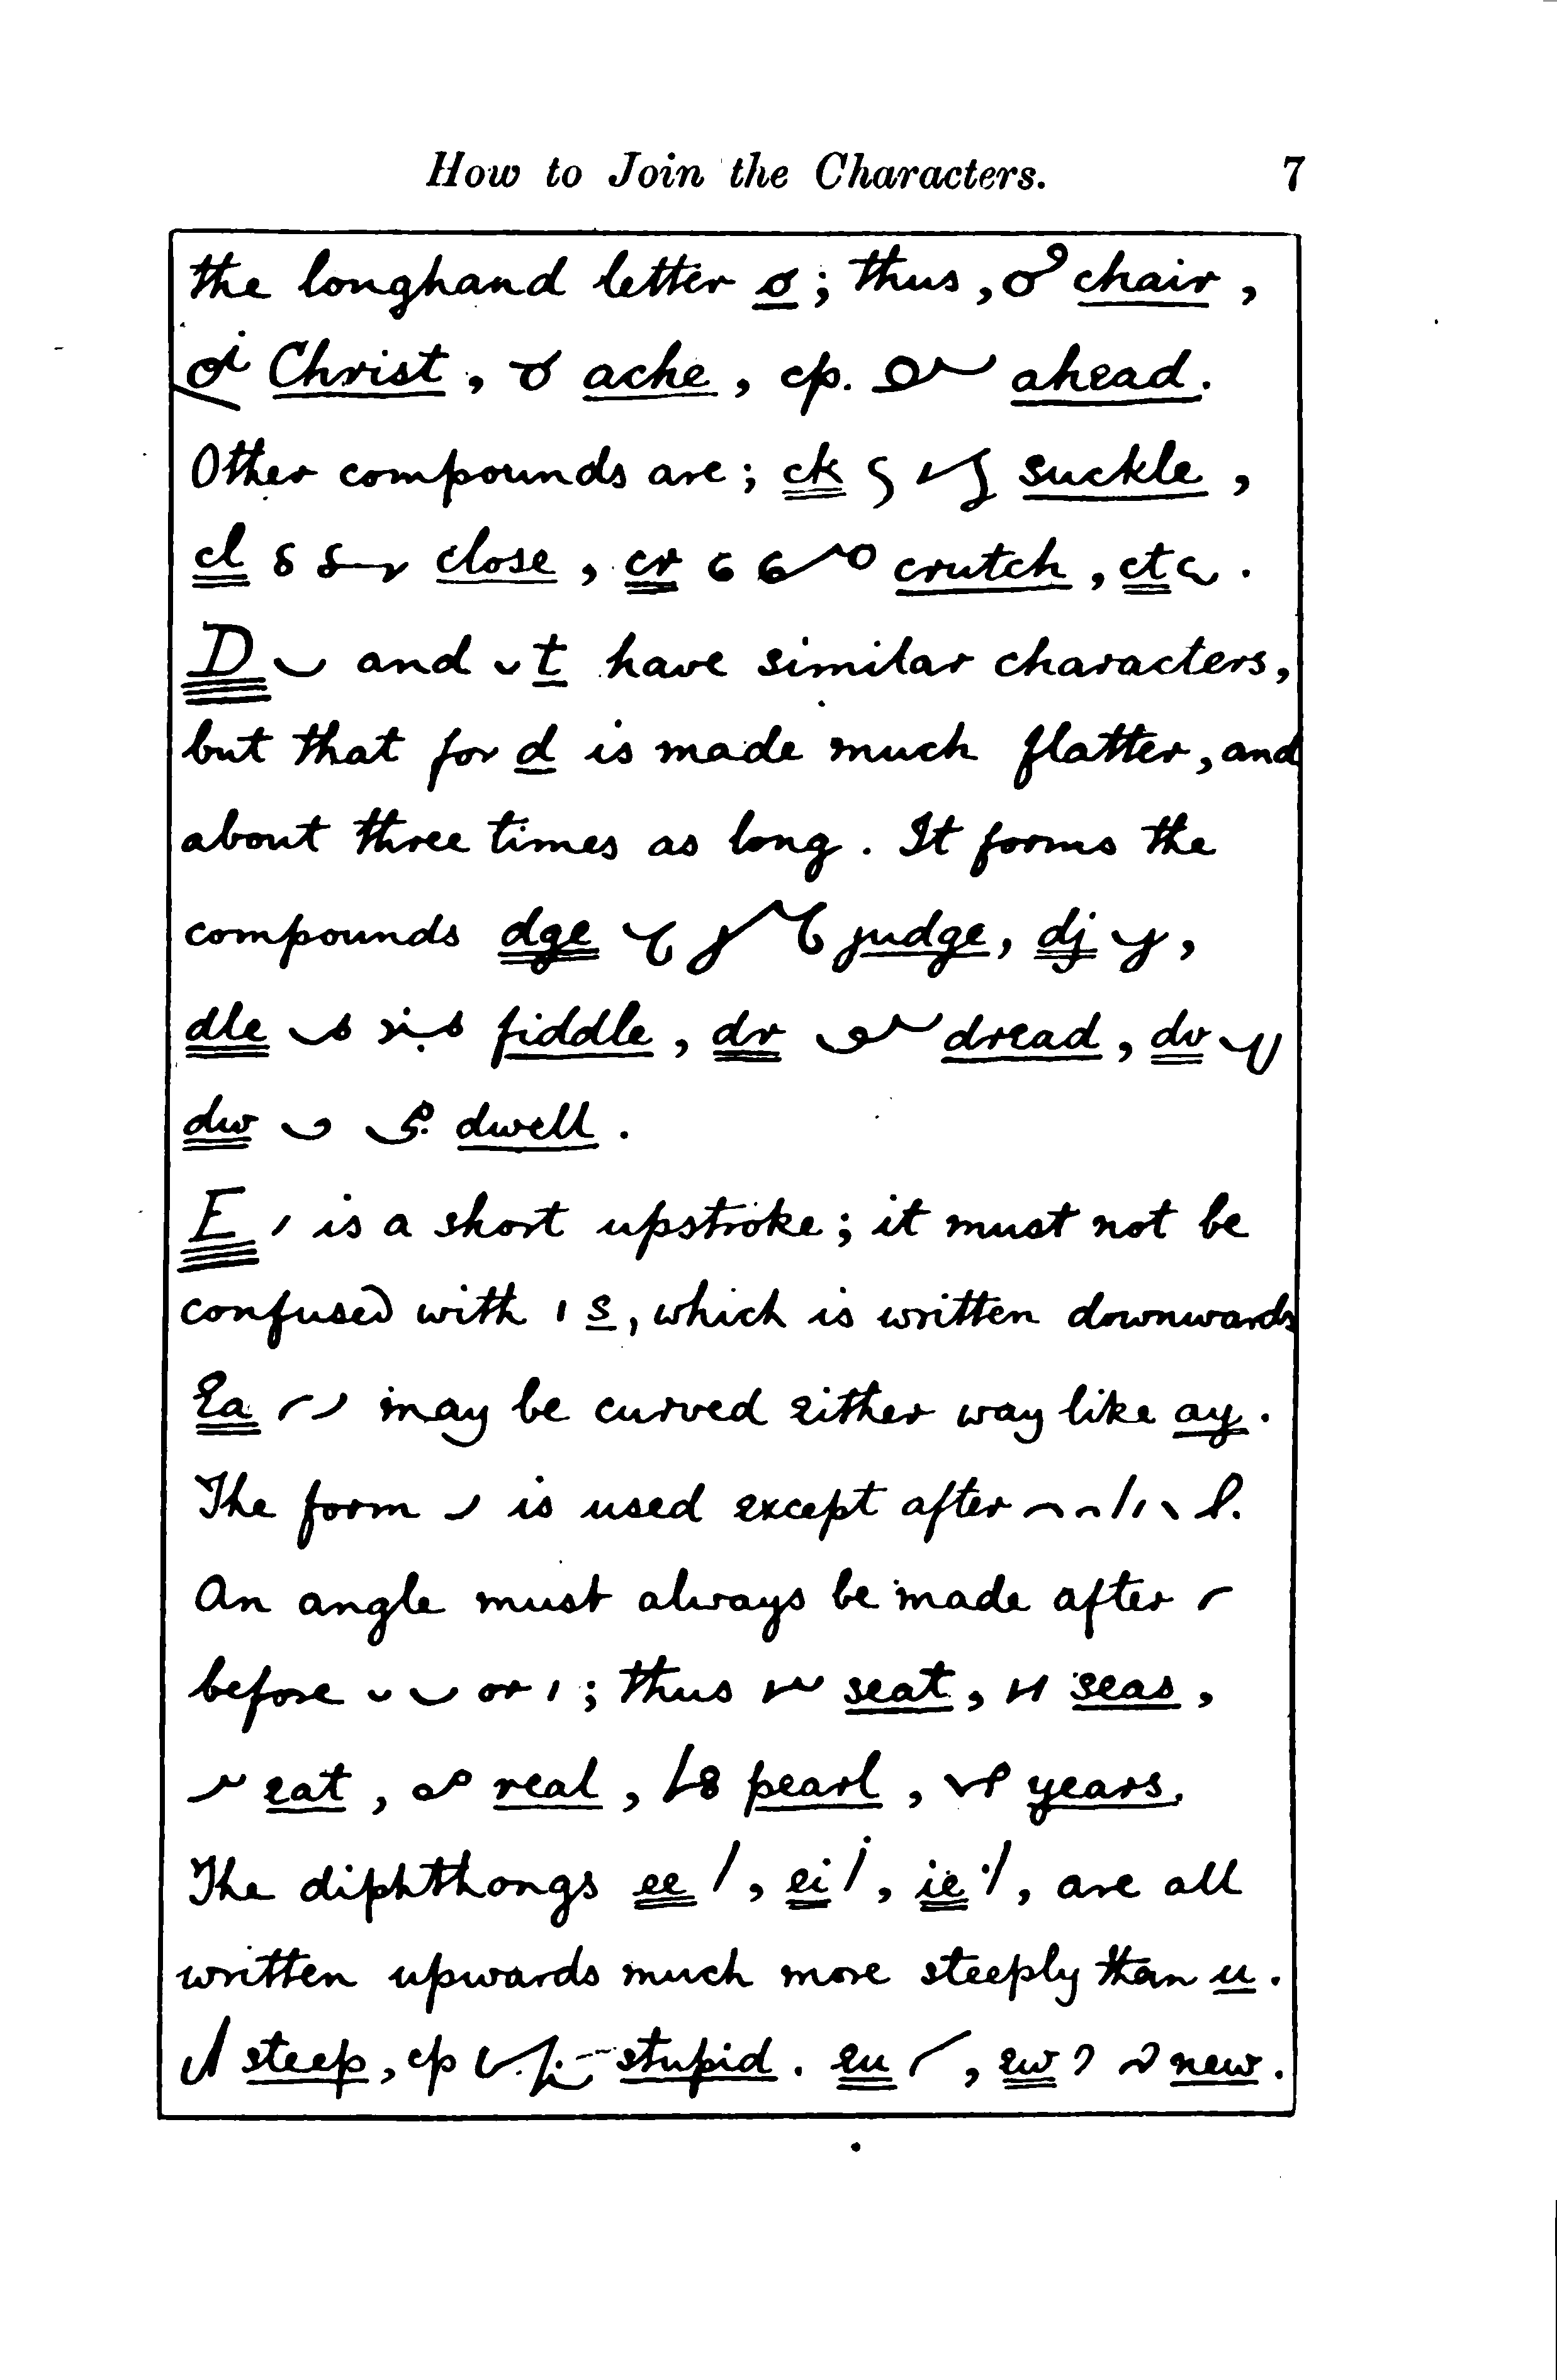 How to Join the Characters. 7
the longhand letter o; thus, chair,
Christ, ache, cp. ahead.
Other compounds are; ck suckle,
cl close, cr crutch, ct.
D and t have similar characters,
but that for d is made much flatter, and
about three times as long. It forms the
compounds dge judge, dj,
dle fiddle, dr dread, dv
dw dwell.
E is a short upstroke; it must not be
confused with s, which is written downwards
Ea may be curved either way like ay.
The form is used except after
An angle must always be made after
before or; thus seat, seas,
eat, real, pearl, years.
The diphthongs ee, ei, ie, are all
written upwards much more steeply than u.
steep, cp stupid. eu, ew new.